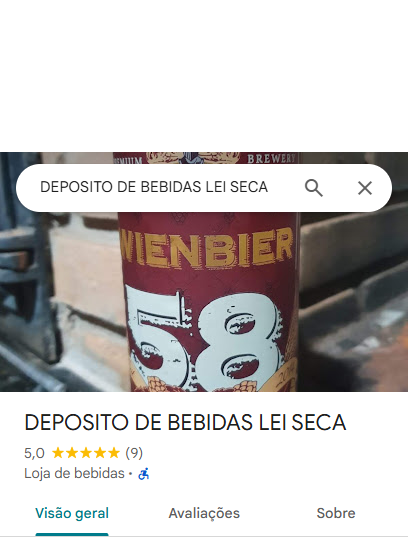 PREMIUM
BREWERY
DEPOSITO DE BEBIDAS LEI SECA
WIENBIER
58
DEPOSITO DE BEBIDAS LEI SECA
5,0 ★★★★★ (9)
Loja de bebidas ·
Visão geral
Avaliações
Sobre